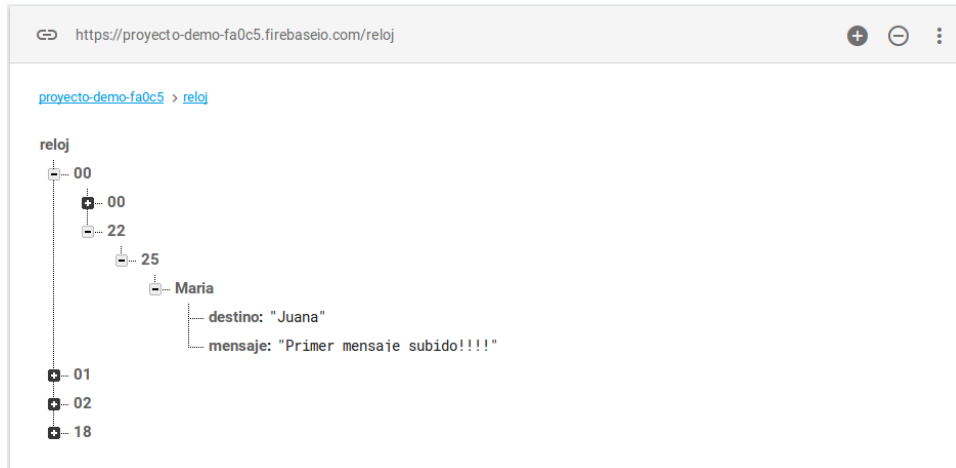 https://proyecto-demo-fa0c5.firebaseio.com/reloj
proyecto-demo-fa0c5 > reloj
reloj
00
00
22
25
Maria
destino: "Juana"
mensaje: "Primer mensaje subido!!!!"
01
02
18